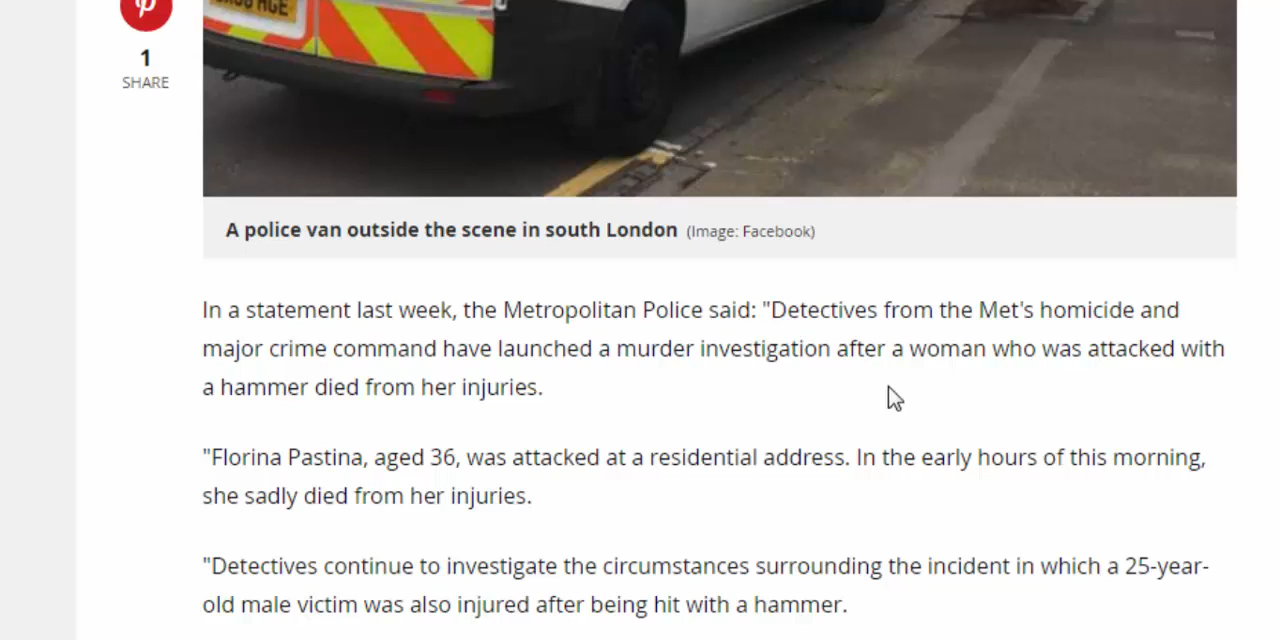 1
SHARE
A police van outside the scene in south London (Image: Facebook)
In a statement last week, the Metropolitan Police said: "Detectives from the Met's homicide and
major crime command have launched a murder investigation after a woman who was attacked with
a hammer died from her injuries.
"Florina Pastina, aged 36, was attacked at a residential address. In the early hours of this morning,
she sadly died from her injuries.
"Detectives continue to investigate the circumstances surrounding the incident in which a 25-year-
old male victim was also injured after being hit with a hammer.